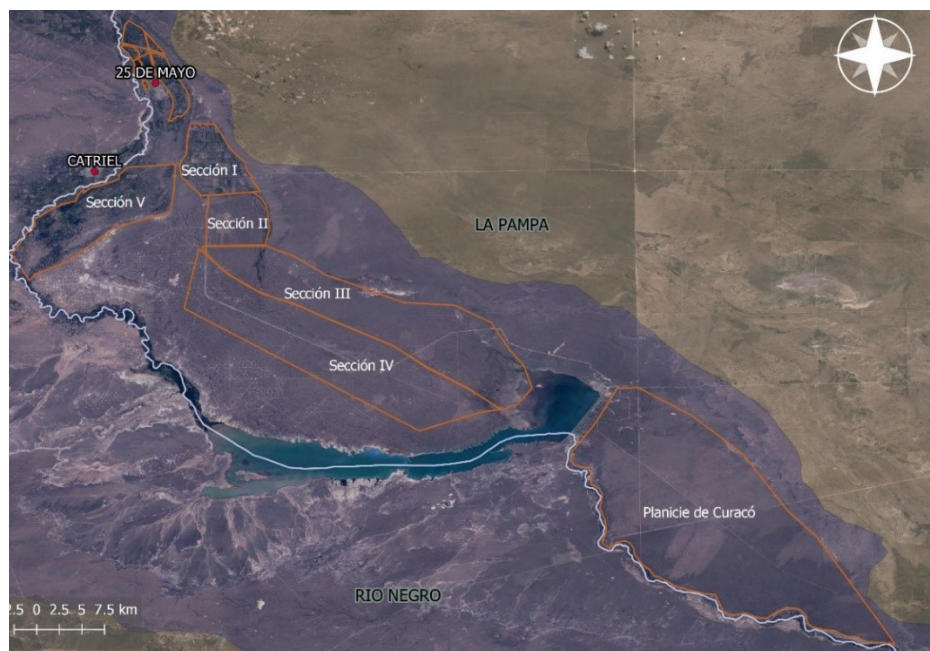 25 DE MAYO
CATRIEL
Sección I
Sección V
Sección II
LA PAMPA
Sección III
Sección IV
Planicie de Curacó
RIO NEGRO
2.5 0 2.5 5 7.5 km